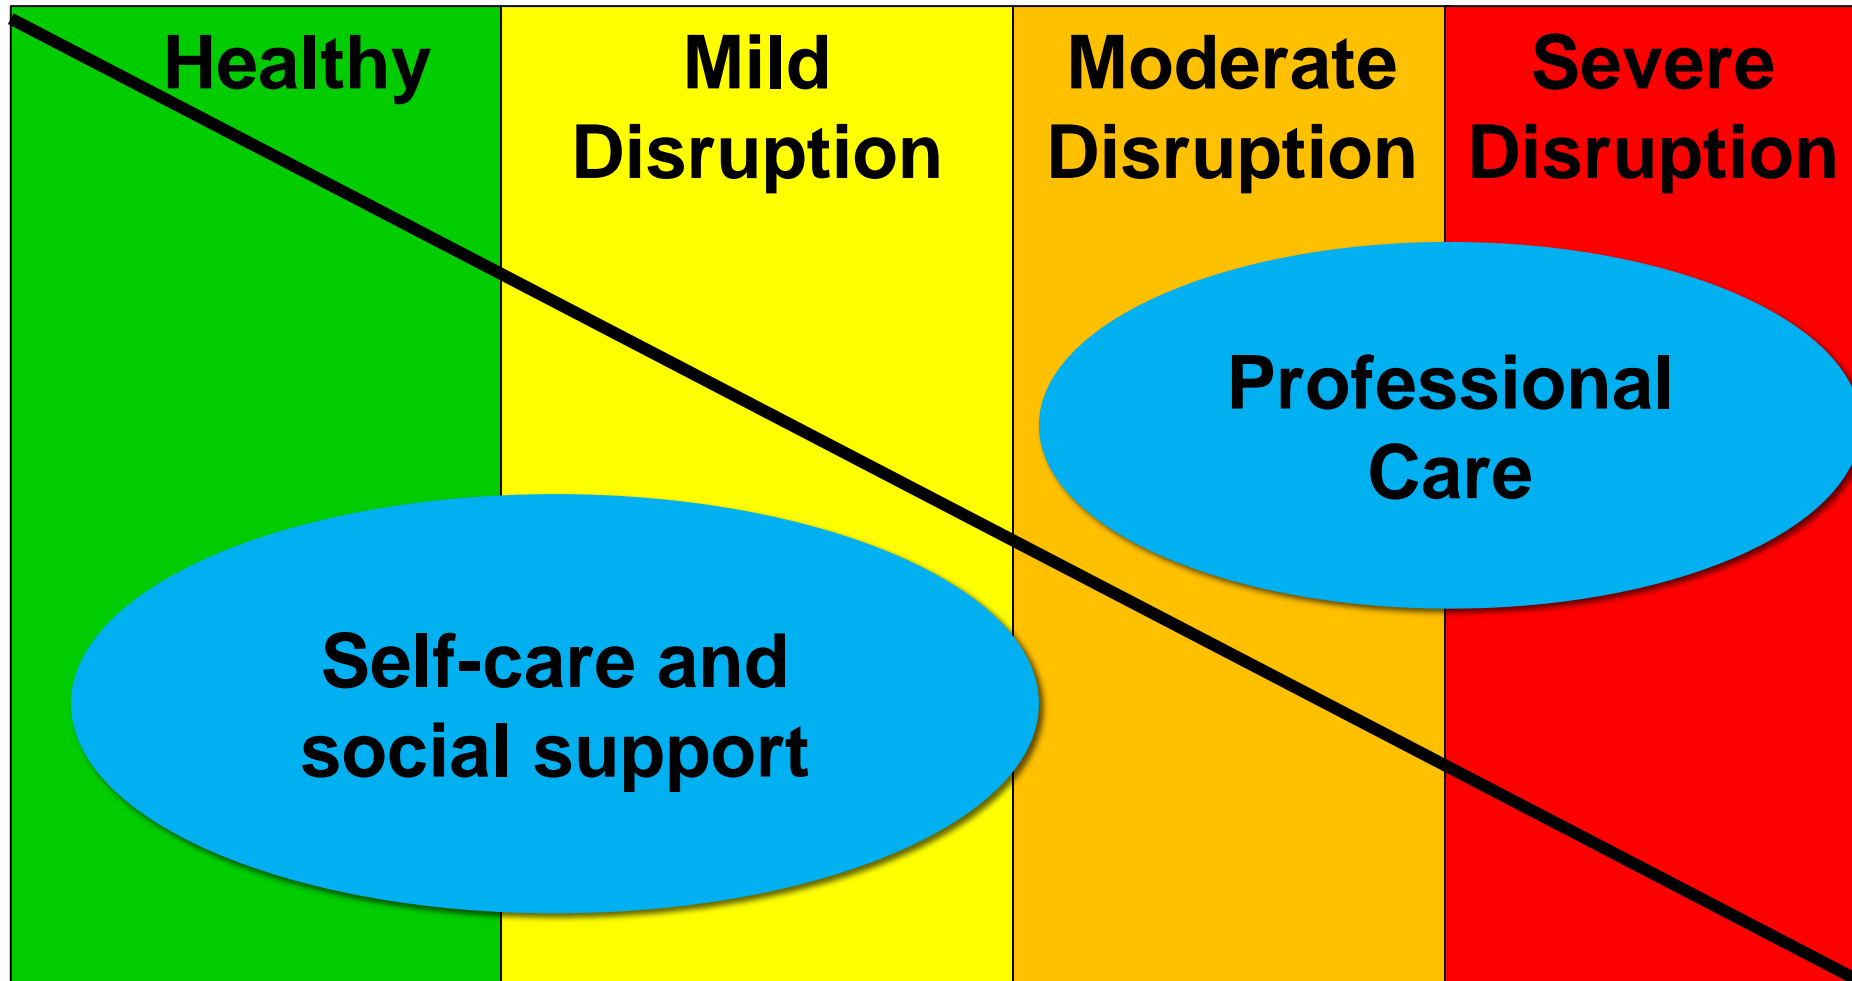 Healthy
Mild
Disruption
Moderate
Disruption
Severe
Disruption
Professional
Care
Self-care and
social support